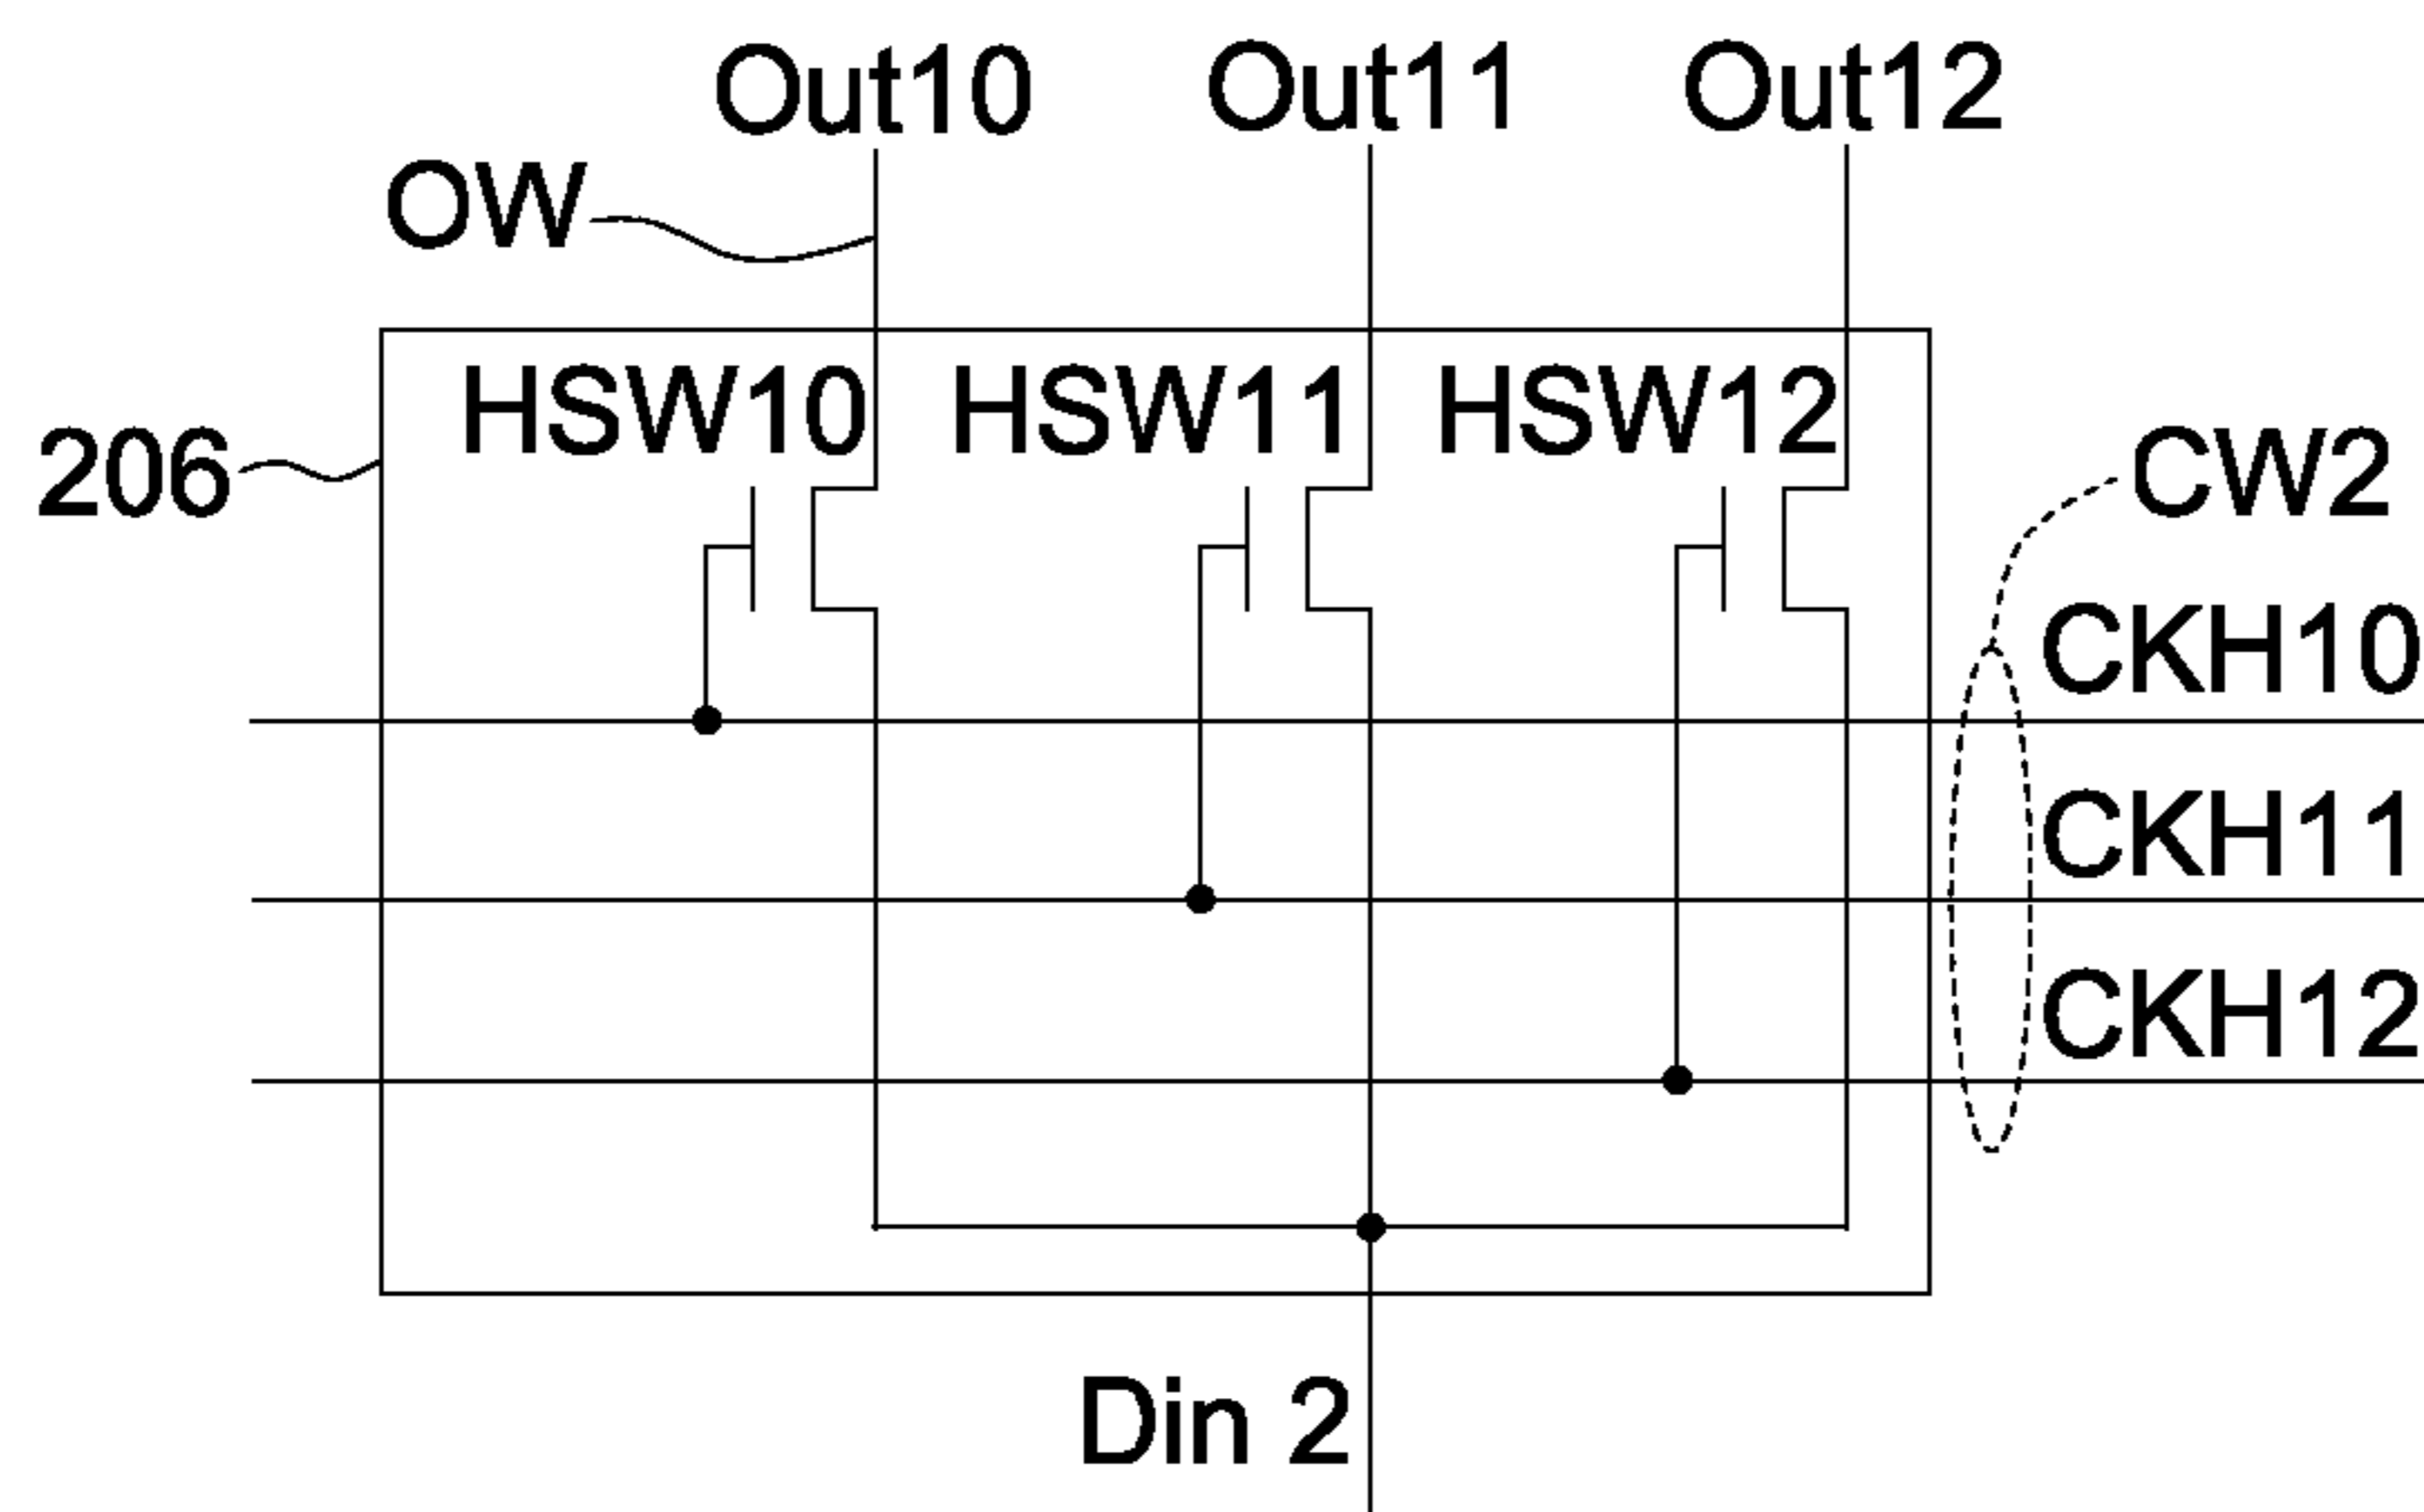 Out10 Out11 Out12
OW
HSW10 HSW11 HSW12
206
CW2
CKH10
CKH11
CKH12
Din 2